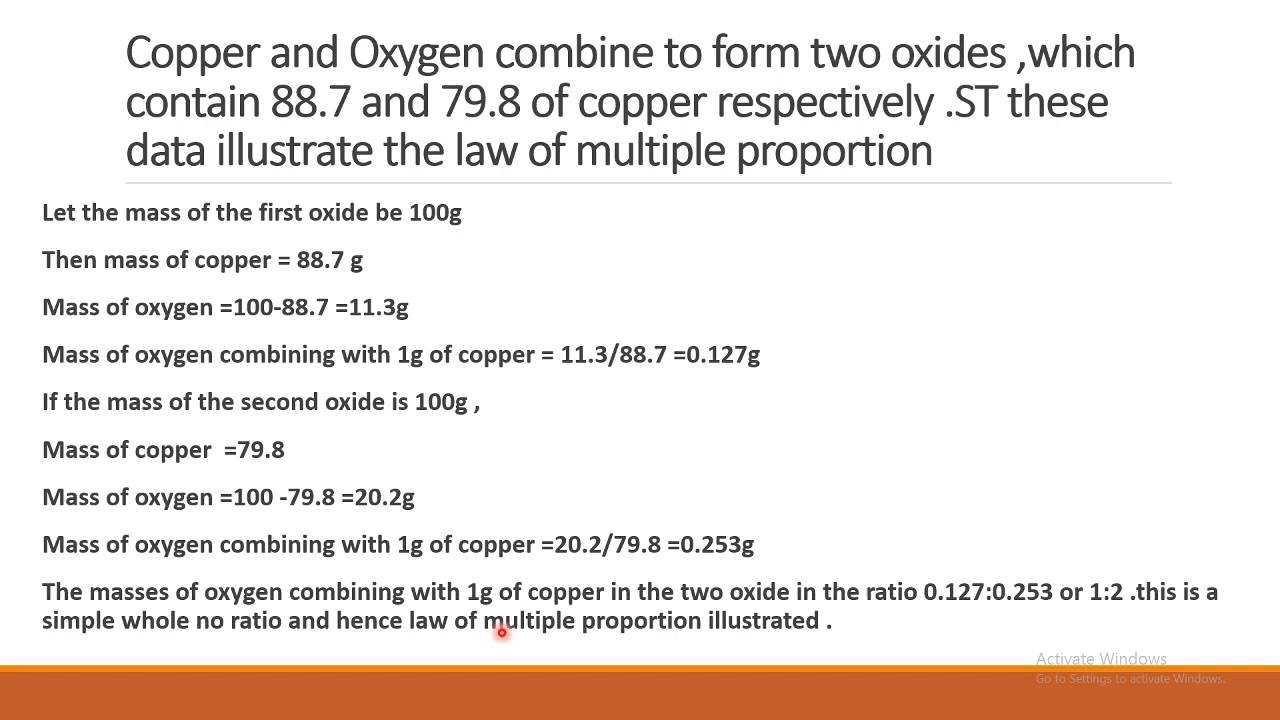 Copper and Oxygen combine to form two oxides ,which
contain 88.7 and 79.8 of copper respectively .ST these
data illustrate the law of multiple proportion
Let the mass of the first oxide be 100g
Then mass of copper = 88.7 g
Mass of oxygen =100-88.7 =11.3g
Mass of oxygen combining with 1g of copper = 11.3/88.7 =0.127g
If the mass of the second oxide is 100g ,
Mass of copper  =79.8
Mass of oxygen =100 -79.8 =20.2g
Mass of oxygen combining with 1g of copper =20.2/79.8 =0.253g
The masses of oxygen combining with 1g of copper in the two oxide in the ratio 0.127:0.253 or 1:2 .this is a
simple whole no ratio and hence law of multiple proportion illustrated .
Activate Windows
Go to Settings to activate Windows.